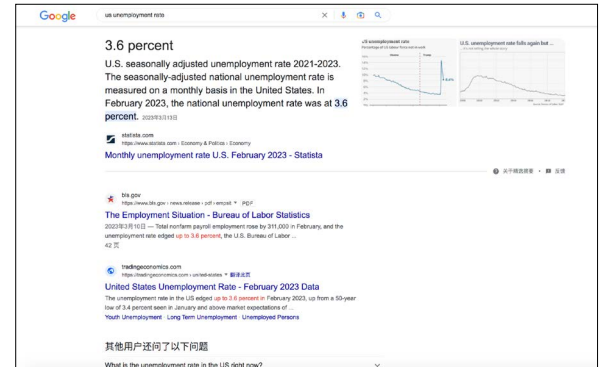 Google
us unemployment rate
3.6 percent
U.S. seasonally adjusted unemployment rate 2021-2023.
The seasonally-adjusted national unemployment rate is
measured on a monthly basis in the United States. In
February 2023, the national unemployment rate was at 3.6
percent. 2023年3月13日
US unemployment rate
U.S. unemployment rate falls again but ...
statista.com
https://www.statista.com › Economy & Politics › Economy
Monthly unemployment rate U.S. February 2023 - Statista
关于精选摘要 • 反馈
bls.gov
https://www.bls.gov › news.release › pdf › empsit PDF
The Employment Situation - Bureau of Labor Statistics
2023年3月10日 — Total nonfarm payroll employment rose by 311,000 in February, and the
unemployment rate edged up to 3.6 percent, the U.S. Bureau of Labor ...
42 页
tradingeconomics.com
https://tradingeconomics.com › united-states 翻译此页
United States Unemployment Rate - February 2023 Data
The unemployment rate in the US edged up to 3.6 percent in February 2023, up from a 50-year
low of 3.4 percent seen in January and above market expectations of ...
Youth Unemployment · Long Term Unemployment · Unemployed Persons
其他用户还问了以下问题
What is the unemployment rate in the US right now?